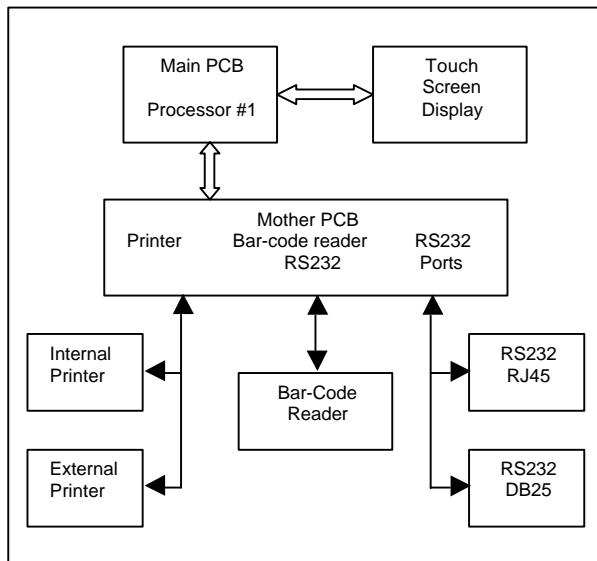 Main PCB
Processor #1
Touch
Screen
Display
Mother PCB
Printer
Bar-code reader
RS232
RS232
Ports
Internal
Printer
Bar-Code
Reader
RS232
RJ45
External
Printer
RS232
DB25